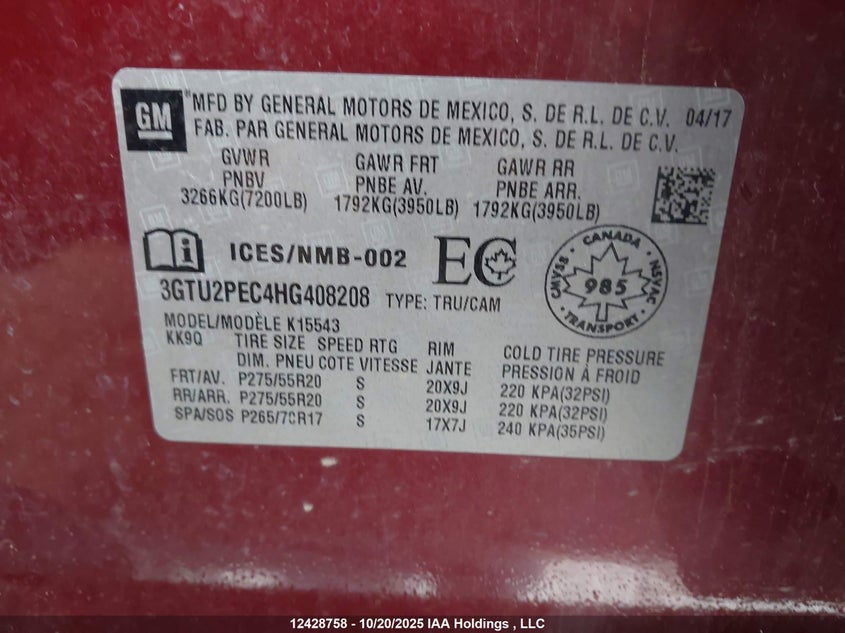 GM
MFD BY GENERAL MOTORS DE MEXICO, S. DE R.L. DE C.V. 04/17
FAB. PAR GENERAL MOTORS DE MEXICO, S. DE R.L. DE C.V.
GVWR GAWR FRT GAWR RR
PNBV PNBE AV. PNBE ARR.
3266KG(7200LB) 1792KG(3950LB) 1792KG(3950LB)
ICES/NMB-002 EC
CANADA
CMVSS 985 NSVAC
TRANSPORT
3GTU2PEC4HG408208 TYPE: TRU/CAM
MODEL/MODÈLE K15543
KK9Q TIRE SIZE SPEED RTG RIM COLD TIRE PRESSURE
DIM. PNEU COTE VITESSE JANTE PRESSION À FROID
FRT/AV. P275/55R20 S 20X9J 220 KPA(32PSI)
RR/ARR. P275/55R20 S 20X9J 220 KPA(32PSI)
SPA/SOS P265/70R17 S 17X7J 240 KPA(35PSI)
12428758 - 10/20/2025 IAA Holdings , LLC